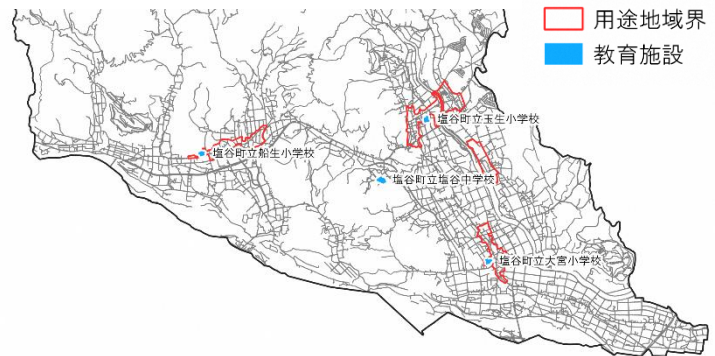 用途地域界
教育施設
塩谷町立玉生小学校
塩谷町立船生小学校
塩谷町立塩谷中学校
塩谷町立大宮小学校